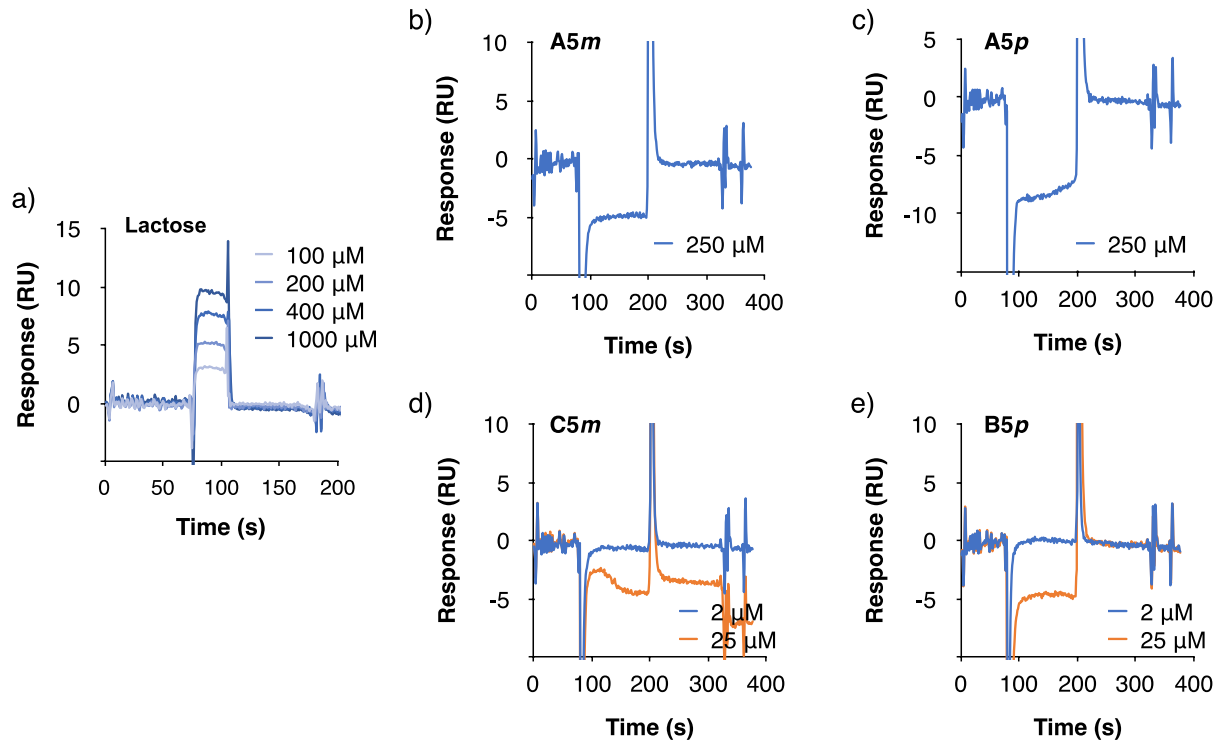 a)
Lactose
Response (RU)
15
10
5
0
100 µM
200 µM
400 µM
1000 µM
0 50 100 150 200
Time (s)
b)
A5m
Response (RU)
10
5
0
-5
250 µM
0 100 200 300 400
Time (s)
c)
A5p
Response (RU)
5
0
-5
-10
250 µM
0 100 200 300 400
Time (s)
d)
C5m
Response (RU)
10
5
0
-5
2 µM
25 µM
0 100 200 300 400
Time (s)
e)
B5p
Response (RU)
10
5
0
-5
2 µM
25 µM
0 100 200 300 400
Time (s)